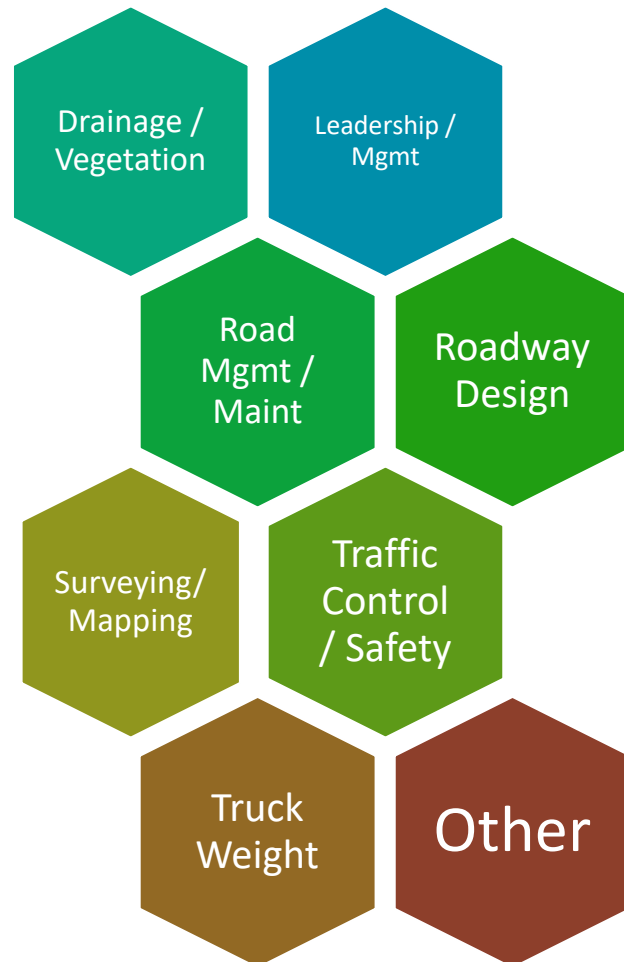 Drainage /
Vegetation
Leadership /
Mgmt
Road
Mgmt /
Maint
Roadway
Design
Surveying/
Mapping
Traffic
Control
/ Safety
Truck
Weight
Other